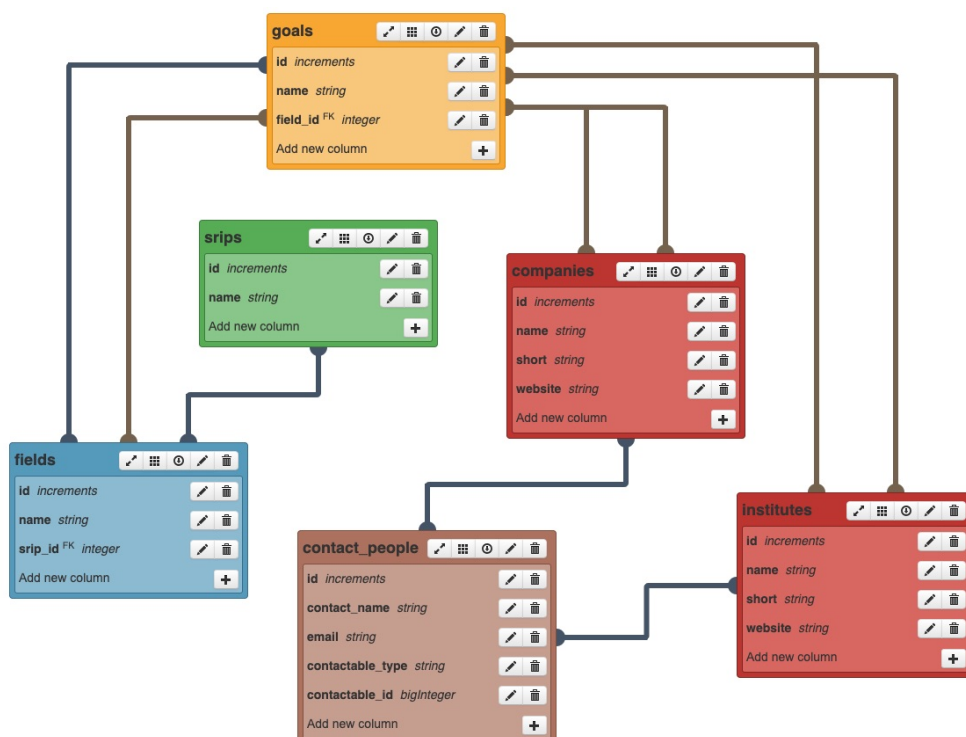 goals
id increments
name string
field_id FK integer
Add new column
srips
id increments
name string
Add new column
companies
id increments
name string
short string
website string
Add new column
fields
id increments
name string
srip_id FK integer
Add new column
contact_people
id increments
contact_name string
email string
contactable_type string
contactable_id bigInteger
Add new column
institutes
id increments
name string
short string
website string
Add new column